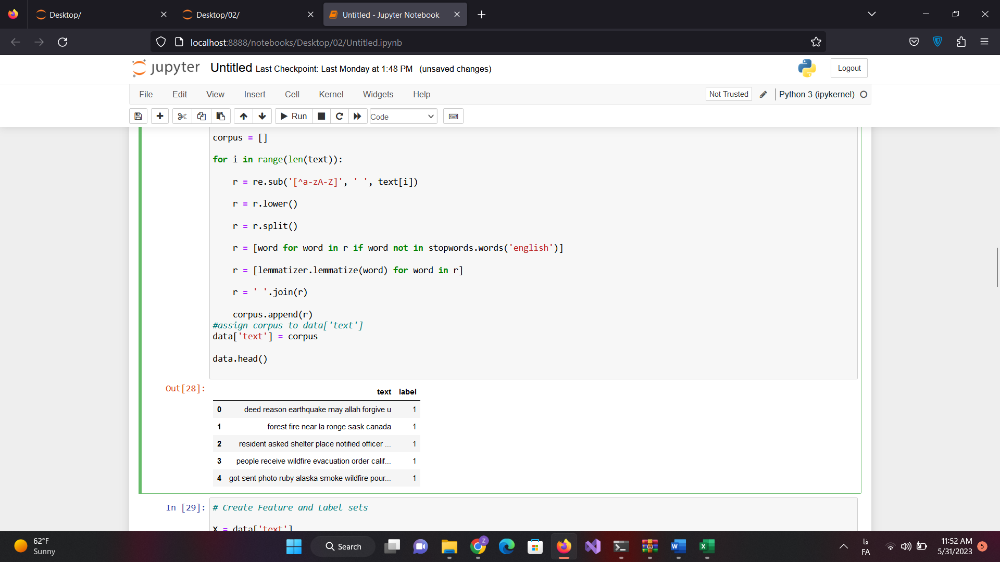 Desktop/
Desktop/02/
Untitled - Jupyter Notebook
localhost:8888/notebooks/Desktop/02/Untitled.ipynb
jupyter Untitled Last Checkpoint: Last Monday at 1:48 PM (unsaved changes)
Logout
File Edit View Insert Cell Kernel Widgets Help
Not Trusted
Python 3 (ipykernel)
Run
Code
corpus = []
for i in range(len(text)):
    r = re.sub('[^a-zA-Z]', ' ', text[i])
    r = r.lower()
    r = r.split()
    r = [word for word in r if word not in stopwords.words('english')]
    r = [lemmatizer.lemmatize(word) for word in r]
    r = ' '.join(r)
    corpus.append(r)
#assign corpus to data['text']
data['text'] = corpus
data.head()
Out[28]:
text label
0 deed reason earthquake may allah forgive u 1
1 forest fire near la ronge sask canada 1
2 resident asked shelter place notified officer ... 1
3 people receive wildfire evacuation order calif... 1
4 got sent photo ruby alaska smoke wildfire pour... 1
In [29]:
# Create Feature and Label sets
X = data['text']
62°F
Sunny
Search
Z
W
X
فا
FA
11:52 AM
5/31/2023
5